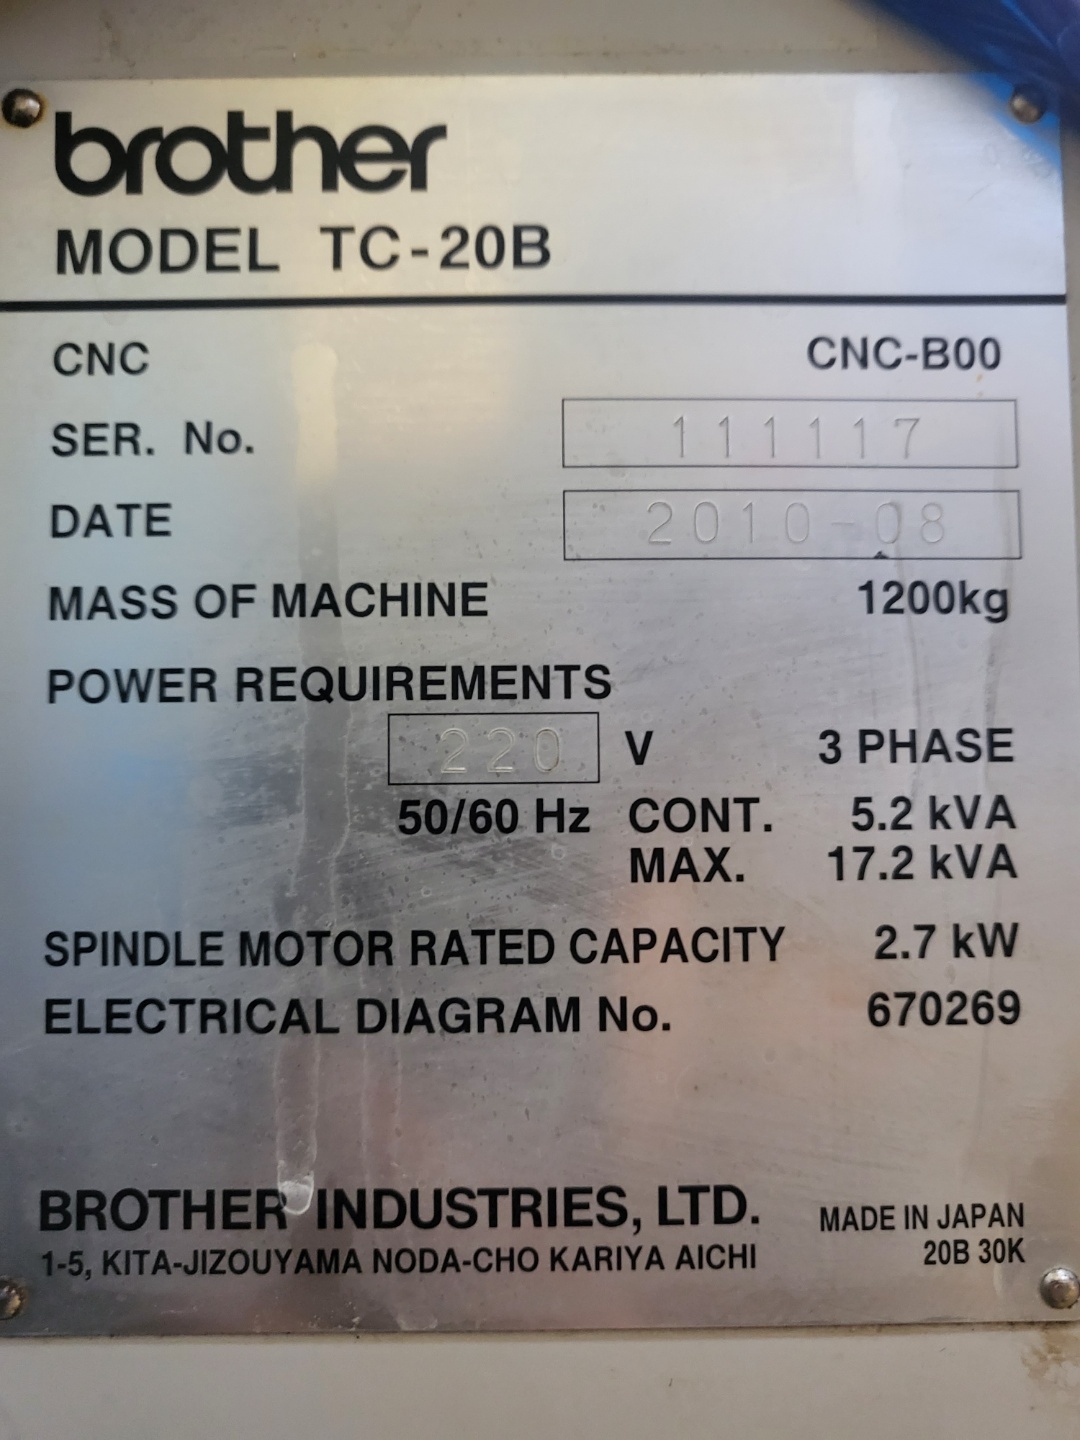 brother
MODEL TC-20B
CNC CNC-B00
SER. No. 111117
DATE 2010-08
MASS OF MACHINE 1200kg
POWER REQUIREMENTS
220 V 3 PHASE
50/60 Hz CONT. 5.2 kVA
MAX. 17.2 kVA
SPINDLE MOTOR RATED CAPACITY 2.7 kW
ELECTRICAL DIAGRAM No. 670269
BROTHER INDUSTRIES, LTD. MADE IN JAPAN
1-5, KITA-JIZOUYAMA NODA-CHO KARIYA AICHI 20B 30K